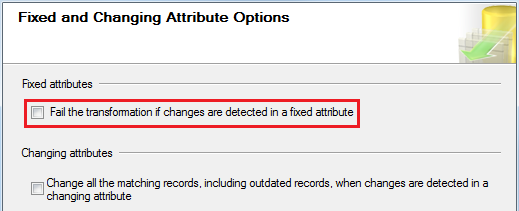 Fixed and Changing Attribute Options
Fixed attributes
Fail the transformation if changes are detected in a fixed attribute
Changing attributes
Change all the matching records, including outdated records, when changes are detected in a
changing attribute